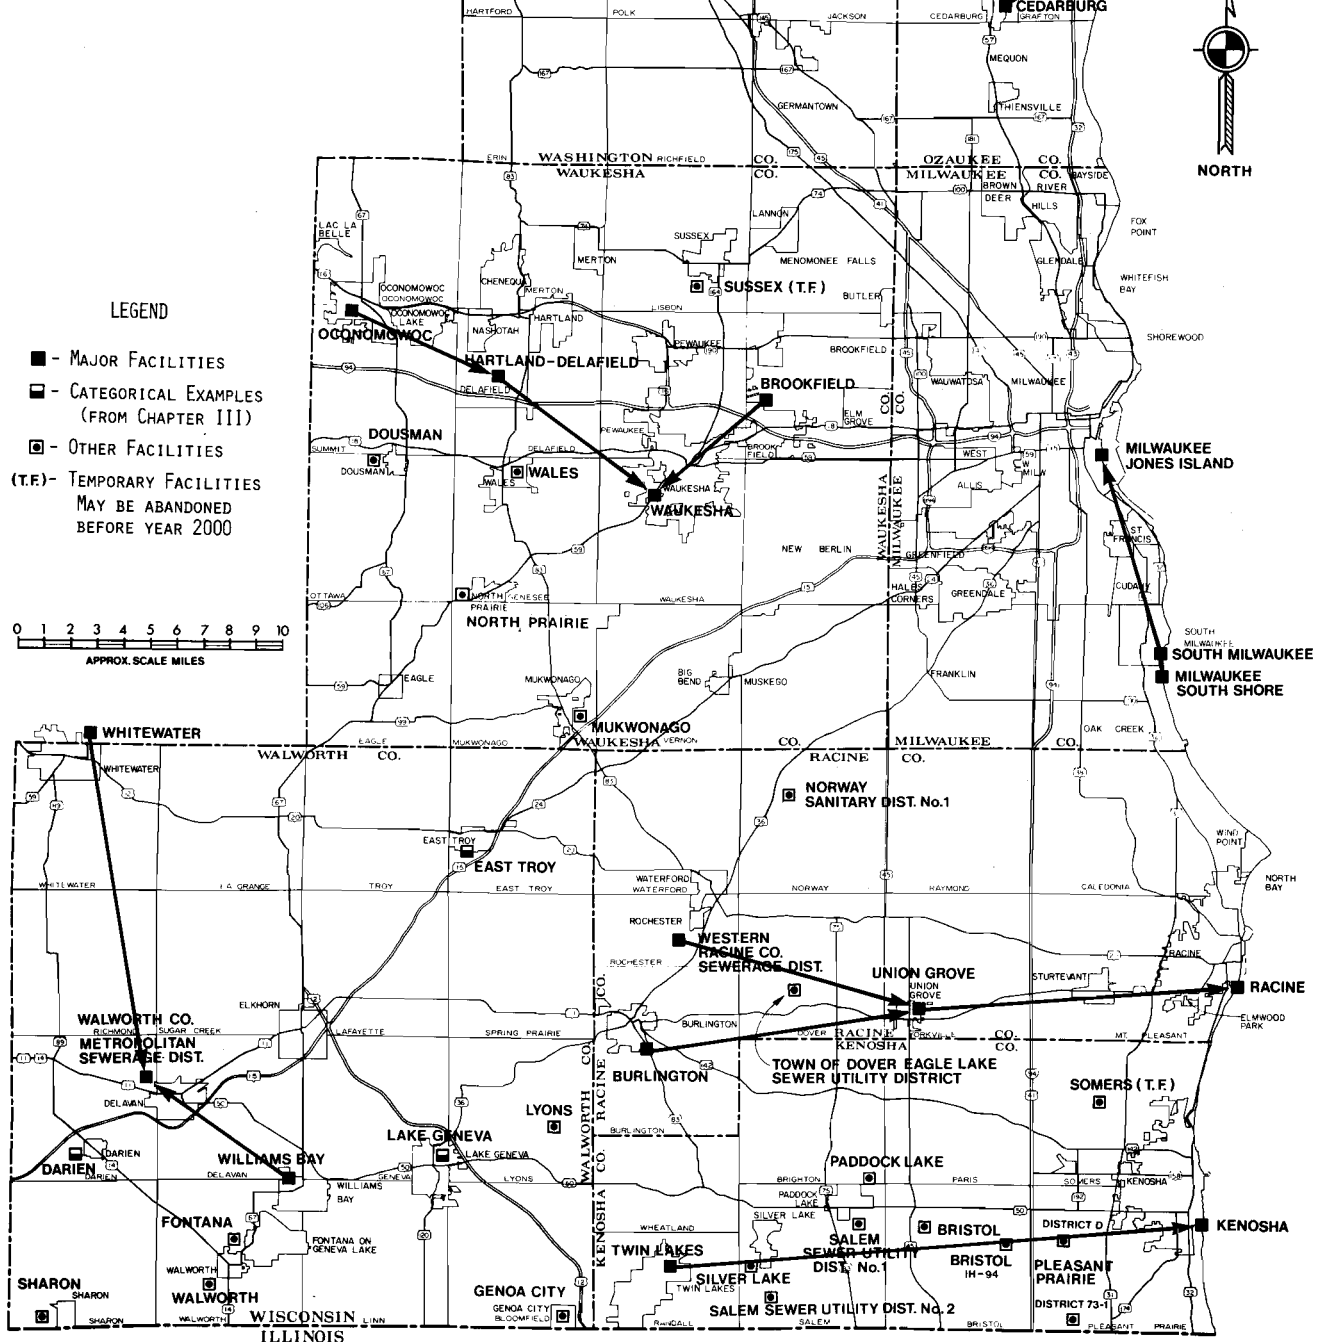 CEDARBURG
HARTFORD
POLK
JACKSON
CEDARBURG
GRAFTON
MEQUON
THIENSVILLE
GERMANTOWN
NORTH
ERIN
WASHINGTON
RICHFIELD
CO.
OZAUKEE
CO.
WAUKESHA
CO.
MILWAUKEE
CO.
BAYSIDE
BROWN
DEER
RIVER
HILLS
LAC LA
BELLE
LANNON
SUSSEX
MERTON
MENOMONEE FALLS
FOX
POINT
GLENDALE
WHITEFISH
BAY
CHENEQUA
MERTON
OCONOMOWOC
OCONOMOWOC
SUSSEX (T.F.)
LISBON
BUTLER
LEGEND
OCONOMOWOC
LAKE
NASHOTAH
HARTLAND
OCONOMOWOC
PEWAUKEE
BROOKFIELD
SHOREWOOD
■ - MAJOR FACILITIES
- CATEGORICAL EXAMPLES
(FROM CHAPTER III)
- OTHER FACILITIES
(T.F.) - TEMPORARY FACILITIES
MAY BE ABANDONED
BEFORE YEAR 2000
HARTLAND-DELAFIELD
DELAFIELD
BROOKFIELD
WAUWATOSA
MILWAUKEE
CO.
CO.
ELM
GROVE
PEWAUKEE
DOUSMAN
SUMMIT
DELAFIELD
DOUSMAN
WALES
WALES
BROOK
FIELD
WEST
ALLIS
W
MILW
MILWAUKEE
JONES ISLAND
WAUKESHA
WAUKESHA
WAUKESHA
MILWAUKEE
ST
FRANCIS
NEW BERLIN
GREENFIELD
CUDAHY
HALES
CORNERS
GREENDALE
OTTAWA
NORTH
PRAIRIE
GENESEE
WAUKESHA
NORTH PRAIRIE
0 1 2 3 4 5 6 7 8 9 10
APPROX. SCALE MILES
SOUTH
MILWAUKEE
SOUTH MILWAUKEE
MILWAUKEE
SOUTH SHORE
EAGLE
MUKWONAGO
BIG
BEND
MUSKEGO
FRANKLIN
MUKWONAGO
OAK CREEK
WHITEWATER
EAGLE
MUKWONAGO
WAUKESHA
VERNON
CO.
MILWAUKEE
CO.
WALWORTH CO.
RACINE CO.
WHITEWATER
NORWAY
SANITARY DIST. No.1
EAST TROY
EAST TROY
WIND
POINT
WHITEWATER
LA GRANGE
TROY
EAST TROY
WATERFORD
WATERFORD
NORWAY
RAYMOND
CALEDONIA
NORTH
BAY
ROCHESTER
ROCHESTER
WESTERN
RACINE CO.
SEWERAGE DIST.
RACINE
UNION GROVE
UNION
GROVE
STURTEVANT
RACINE
ELMWOOD
PARK
ELKHORN
WALWORTH CO.
RICHMOND
SUGAR CREEK
LAFAYETTE
SPRING PRAIRIE
BURLINGTON
DOVER
RACINE
YORKVILLE
CO.
MT. PLEASANT
METROPOLITAN
SEWERAGE DIST.
KENOSHA
CO.
BURLINGTON
TOWN OF DOVER EAGLE LAKE
SEWER UTILITY DISTRICT
SOMERS (T.F.)
DELAVAN
LYONS
WALWORTH CO.
RACINE CO.
BURLINGTON
LAKE GENEVA
LAKE GENEVA
DARIEN
DARIEN
DARIEN
WILLIAMS BAY
DELAVAN
GENEVA
LYONS
WILLIAMS
BAY
PADDOCK LAKE
BRIGHTON
PARIS
SOMERS
KENOSHA
PADDOCK
LAKE
KENOSHA CO.
FONTANA
FONTANA ON
GENEVA LAKE
SILVER LAKE
WHEATLAND
SALEM
SEWER UTILITY
DIST. No.1
BRISTOL
DISTRICT D
KENOSHA
BRISTOL
IH-94
PLEASANT
PRAIRIE
TWIN LAKES
SILVER LAKE
TWIN LAKES
WALWORTH
WALWORTH
SHARON
SHARON
GENOA CITY
GENOA CITY
BLOOMFIELD
SALEM SEWER UTILITY DIST. No. 2
DISTRICT 73-1
SHARON
WALWORTH
WISCONSIN
LINN
RANDALL
SALEM
BRISTOL
PLEASANT PRAIRIE
ILLINOIS